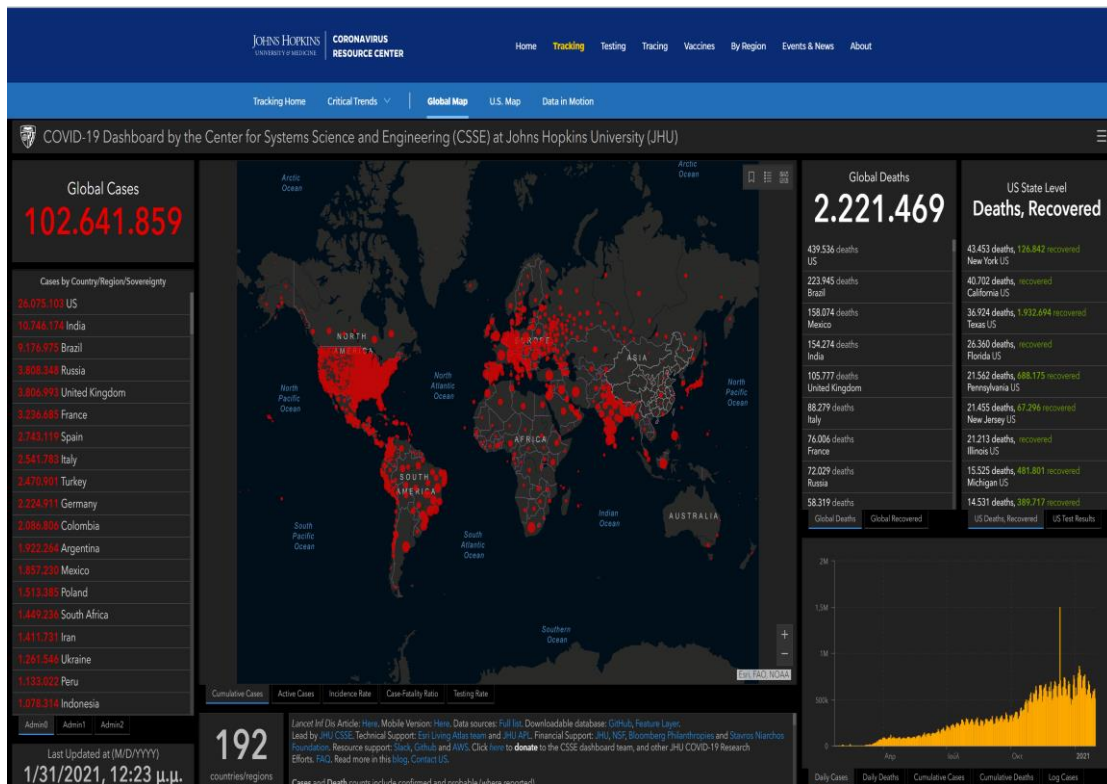 JOHNS HOPKINS
UNIVERSITY & MEDICINE
CORONAVIRUS
RESOURCE CENTER
Home Tracking Testing Tracing Vaccines By Region Events & News About
Tracking Home Critical Trends Global Map U.S. Map Data in Motion
COVID-19 Dashboard by the Center for Systems Science and Engineering (CSSE) at Johns Hopkins University (JHU)
Global Cases
102.641.859
Cases by Country/Region/Sovereignty
26.075.103 US
10.746.174 India
9.176.975 Brazil
3.808.348 Russia
3.806.993 United Kingdom
3.236.685 France
2.743.119 Spain
2.541.783 Italy
2.470.901 Turkey
2.224.911 Germany
2.086.806 Colombia
1.922.264 Argentina
1.857.230 Mexico
1.513.385 Poland
1.449.236 South Africa
1.411.731 Iran
1.261.546 Ukraine
1.133.022 Peru
1.078.314 Indonesia
Admin0 Admin1 Admin2
Last Updated at (M/D/YYYY)
1/31/2021, 12:23 μ.μ.
Arctic
Ocean
Arctic
Ocean
NORTH
AMERICA
EUROPE
ASIA
North
Pacific
Ocean
North
Atlantic
Ocean
North
Pacific
Ocean
AFRICA
SOUTH
AMERICA
Indian
Ocean
AUSTRALIA
South
Pacific
Ocean
South
Atlantic
Ocean
Southern
Ocean
+
−
Esri, FAO, NOAA
Cumulative Cases Active Cases Incidence Rate Case-Fatality Ratio Testing Rate
192
countries/regions
Lancet Inf Dis Article: Here. Mobile Version: Here. Data sources: Full list. Downloadable database: GitHub, Feature Layer.
Lead by JHU CSSE. Technical Support: Esri Living Atlas team and JHU APL. Financial Support: JHU, NSF, Bloomberg Philanthropies and Stavros Niarchos
Foundation. Resource support: Slack, Github and AWS. Click here to donate to the CSSE dashboard team, and other JHU COVID-19 Research
Efforts. FAQ. Read more in this blog. Contact US.
Cases and Death counts include confirmed and probable (where reported)
Global Deaths
2.221.469
439.536 deaths
US
223.945 deaths
Brazil
158.074 deaths
Mexico
154.274 deaths
India
105.777 deaths
United Kingdom
88.279 deaths
Italy
76.006 deaths
France
72.029 deaths
Russia
58.319 deaths
Global Deaths Global Recovered
US State Level
Deaths, Recovered
43.453 deaths, 126.842 recovered
New York US
40.702 deaths, recovered
California US
36.924 deaths, 1.932.694 recovered
Texas US
26.360 deaths, recovered
Florida US
21.562 deaths, 688.175 recovered
Pennsylvania US
21.455 deaths, 67.296 recovered
New Jersey US
21.213 deaths, recovered
Illinois US
15.525 deaths, 481.801 recovered
Michigan US
14.531 deaths, 389.717 recovered
US Deaths, Recovered US Test Results
2M
1,5M
1M
500k
0
Απρ Ιουλ Οκτ 2021
Daily Cases Daily Deaths Cumulative Cases Cumulative Deaths Log Cases